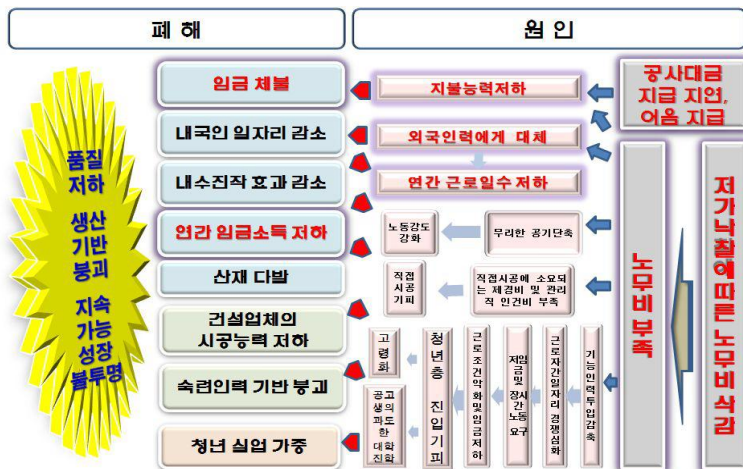 폐 해
원 인
품질
저하
생산
기반
붕괴
지속
가능
성장
불투명
임금 체불
내국인 일자리 감소
내수진작 효과 감소
연간 임금소득 저하
산재 다발
건설업체의
시공능력 저하
숙련인력 기반 붕괴
청년 실업 가중
지불능력저하
외국인력에게 대체
연간 근로일수 저하
노동강도
강화
무리한 공기단축
직접
시공
기피
직접시공에 소요되
는 제경비 및 관리
직 인건비 부족
고령화
고교생의 과도한 대학진학
청년층 진입기피
근로조건악화및임금저하
저임금및
장시간노동
요구
근로자간일자리 경쟁심화
기능인력투입감축
공사대금
지급 지연,
어음 지급
노무비 부족
저가낙찰에 따른 노무비 삭감